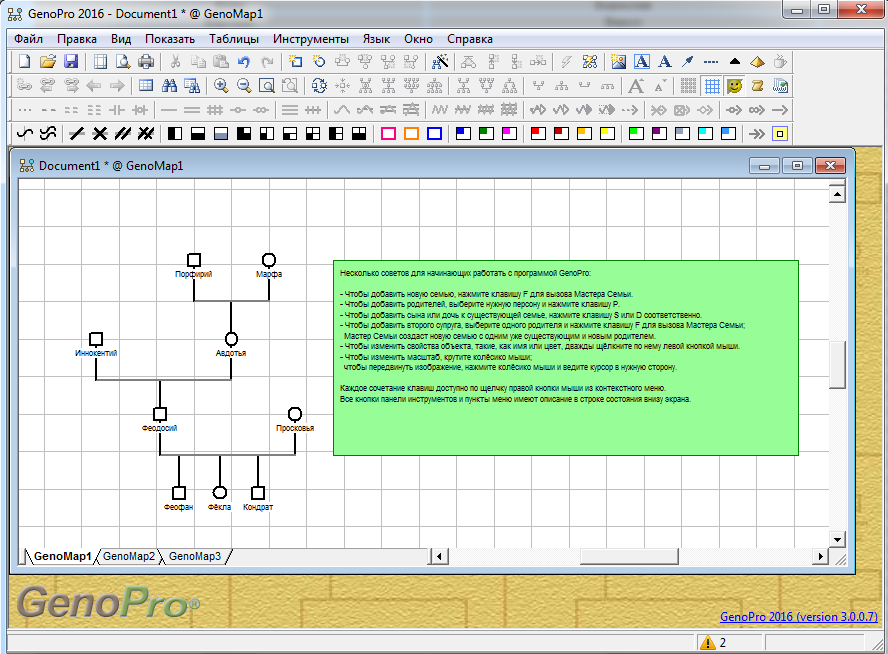 GenoPro 2016 - Document1 * @ GenoMap1
Файл Правка Вид Показать Таблицы Инструменты Язык Окно Справка
Document1 * @ GenoMap1
Порфирий Марфа
Иннокентий Авдотья
Феодосий Просковья
Феофан Фёкла Кондрат
Несколько советов для начинающих работать с программой GenoPro:
- Чтобы добавить новую семью, нажмите клавишу F для вызова Мастера Семьи.
- Чтобы добавить родителей, выберите нужную персону и нажмите клавишу P.
- Чтобы добавить сына или дочь к существующей семье, нажмите клавишу S или D соответственно.
- Чтобы добавить второго супруга, выберите одного родителя и нажмите клавишу F для вызова Мастера Семьи;
Мастер Семьи создаст новую семью с одним уже существующим и новым родителем.
- Чтобы изменить свойства объекта, такие, как имя или цвет, дважды щёлкните по нему левой кнопкой мыши.
- Чтобы изменить масштаб, крутите колёсико мыши;
чтобы передвинуть изображение, нажмите колёсико мыши и ведите курсор в нужную сторону.
Каждое сочетание клавиш доступно по щелчку правой кнопки мыши из контекстного меню.
Все кнопки панели инструментов и пункты меню имеют описание в строке состояния внизу экрана.
GenoMap1 GenoMap2 GenoMap3
GenoPro®
GenoPro 2016 (version 3.0.0.7)
2